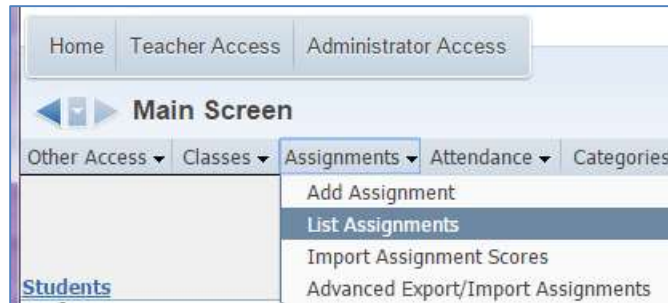 Home Teacher Access Administrator Access
Main Screen
Other Access Classes Assignments Attendance Categories
Add Assignment
List Assignments
Import Assignment Scores
Students
Advanced Export/Import Assignments